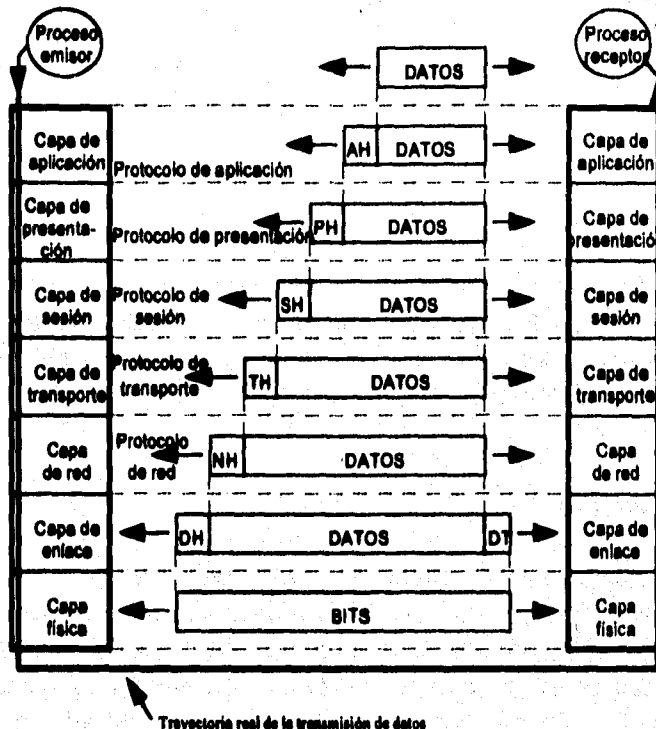 Proceso
emisor
Proceso
receptor
DATOS
Capa de
aplicación
Protocolo de aplicación
AH
DATOS
Capa de
aplicación
Capa de
presenta-
ción
Protocolo de presentación
PH
DATOS
Capa de
presentació
Capa de
sesión
Protocolo de
sesión
SH
DATOS
Capa de
sesión
Capa de
transporte
Protocolo de
transporte
TH
DATOS
Capa de
transporte
Capa
de red
Protocolo
de red
NH
DATOS
Capa
de red
Capa de
enlace
DH
DATOS
DT
Capa de
enlace
Capa
física
BITS
Capa
física
Trayectoria real de la transmisión de datos